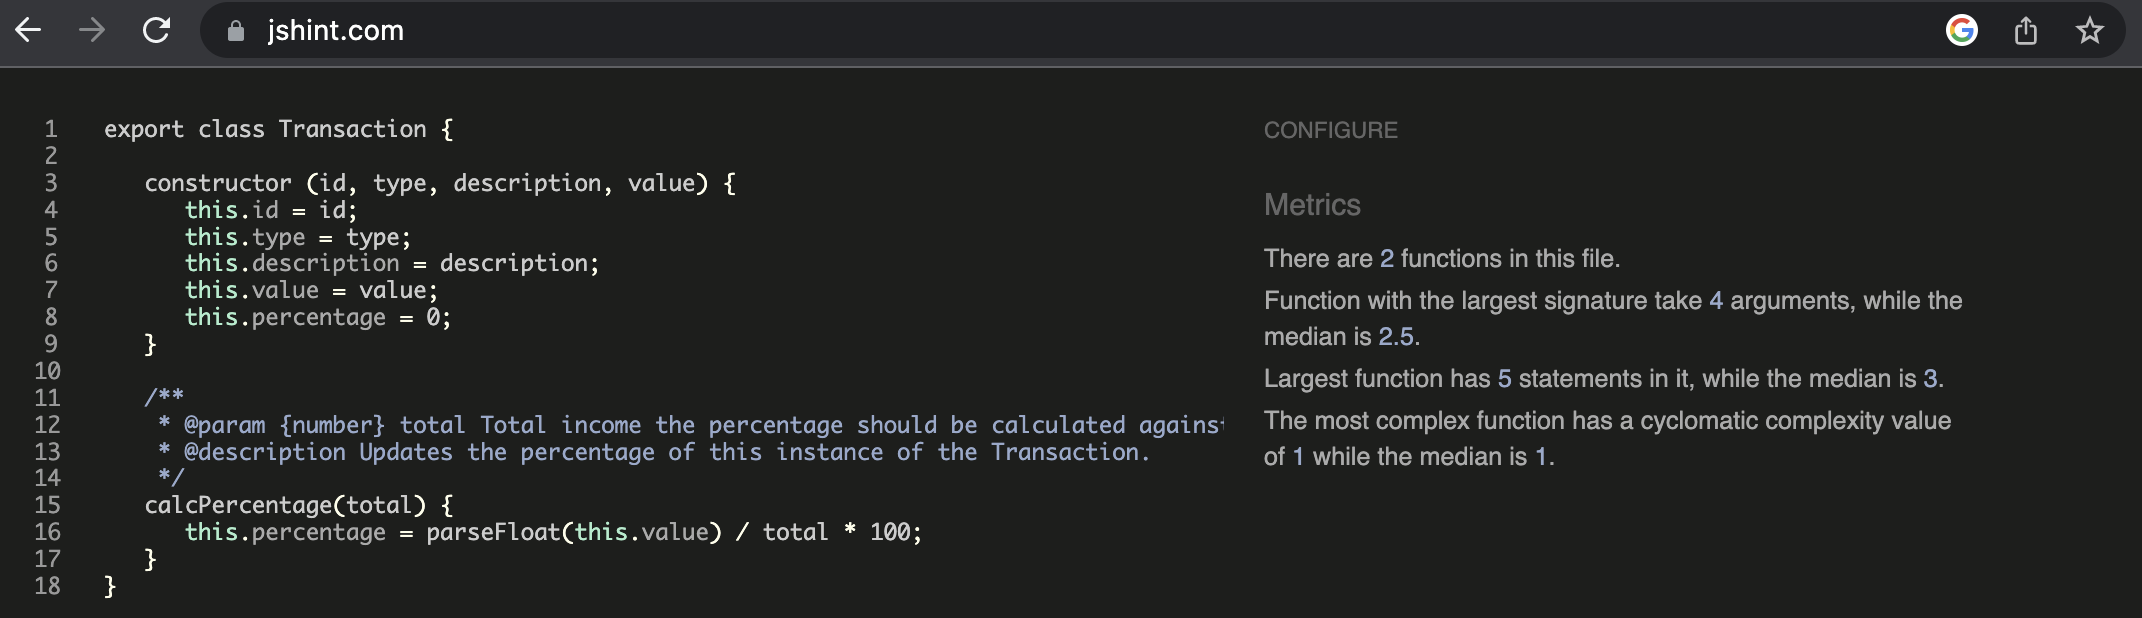 jshint.com
1 export class Transaction {
2
3 constructor (id, type, description, value) {
4 this.id = id;
5 this.type = type;
6 this.description = description;
7 this.value = value;
8 this.percentage = 0;
9 }
10
11 /**
12 * @param {number} total Total income the percentage should be calculated against
13 * @description Updates the percentage of this instance of the Transaction.
14 */
15 calcPercentage(total) {
16 this.percentage = parseFloat(this.value) / total * 100;
17 }
18 }
CONFIGURE
Metrics
There are 2 functions in this file.
Function with the largest signature take 4 arguments, while the
median is 2.5.
Largest function has 5 statements in it, while the median is 3.
The most complex function has a cyclomatic complexity value
of 1 while the median is 1.